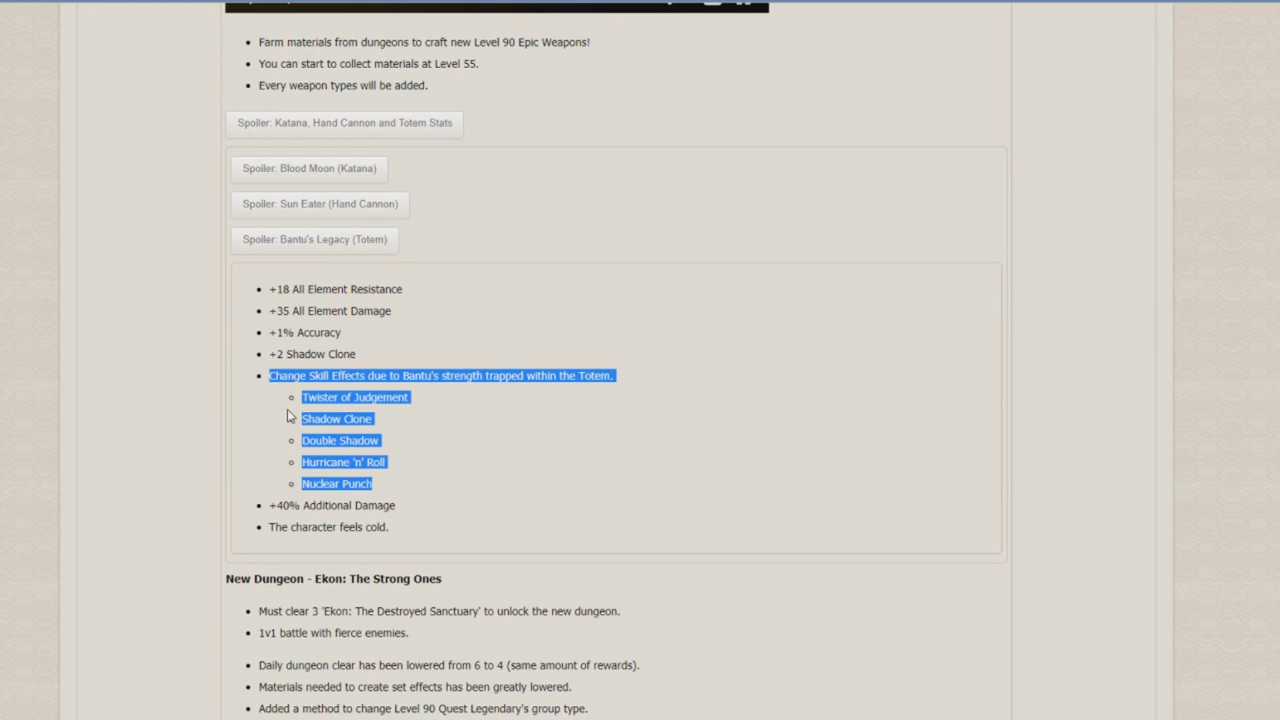 Farm materials from dungeons to craft new Level 90 Epic Weapons!
You can start to collect materials at Level 55.
Every weapon types will be added.
Spoiler: Katana, Hand Cannon and Totem Stats
Spoiler: Blood Moon (Katana)
Spoiler: Sun Eater (Hand Cannon)
Spoiler: Bantu's Legacy (Totem)
+18 All Element Resistance
+35 All Element Damage
+1% Accuracy
+2 Shadow Clone
Change Skill Effects due to Bantu's strength trapped within the Totem.
Twister of Judgement
Shadow Clone
Double Shadow
Hurricane 'n' Roll
Nuclear Punch
+40% Additional Damage
The character feels cold.
New Dungeon - Ekon: The Strong Ones
Must clear 3 'Ekon: The Destroyed Sanctuary' to unlock the new dungeon.
1v1 battle with fierce enemies.
Daily dungeon clear has been lowered from 6 to 4 (same amount of rewards).
Materials needed to create set effects has been greatly lowered.
Added a method to change Level 90 Quest Legendary's group type.